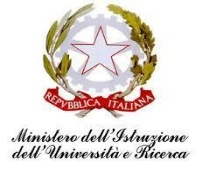 REPVBBLICA ITALIANA
Ministero dell'Istruzione
dell'Università e Ricerca